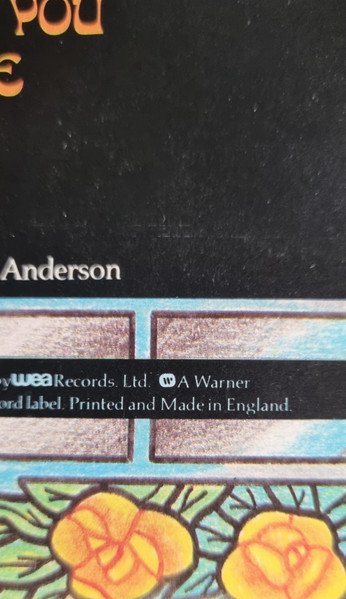 YOU
E
Anderson
by wea Records. Ltd. A Warner
ord label. Printed and Made in England.